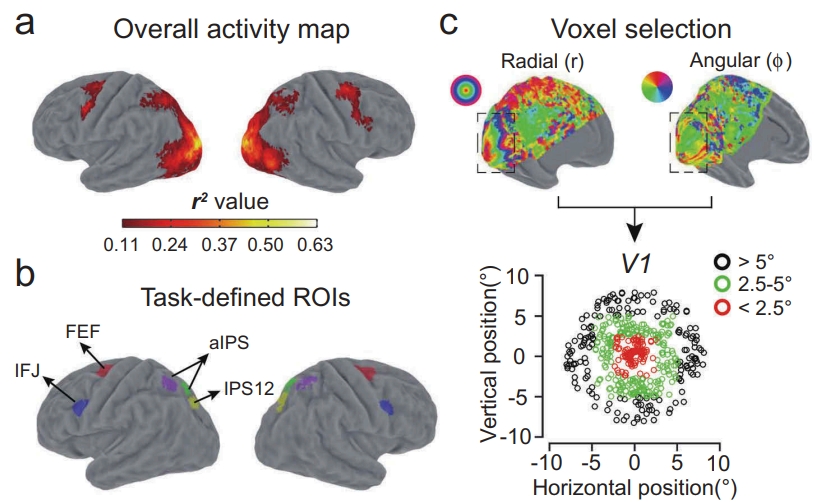 a
Overall activity map
r² value
0.11 0.24 0.37 0.50 0.63
b
Task-defined ROIs
FEF
IFJ
aIPS
IPS12
c
Voxel selection
Radial (r)
Angular (ϕ)
V1
> 5°
2.5-5°
< 2.5°
Vertical position(°)
10
5
0
-5
-10
-10 -5 0 5 10
Horizontal position(°)